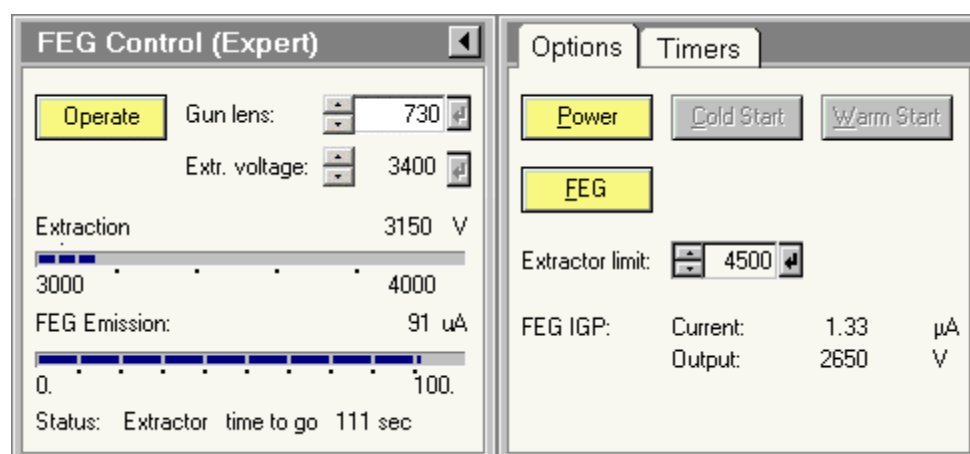 FEG Control (Expert)
Operate Gun lens: 730
Extr. voltage: 3400
Extraction 3150 V
3000 4000
FEG Emission: 91 uA
0. 100.
Status: Extractor time to go 111 sec
Options Timers
Power Cold Start Warm Start
FEG
Extractor limit: 4500
FEG IGP: Current: 1.33 µA
Output: 2650 V